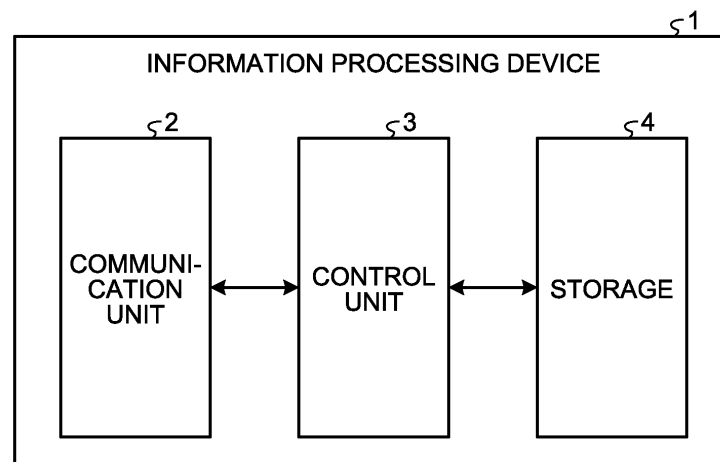 1
INFORMATION PROCESSING DEVICE
2
3
4
COMMUNI-
CATION
UNIT
CONTROL
UNIT
STORAGE